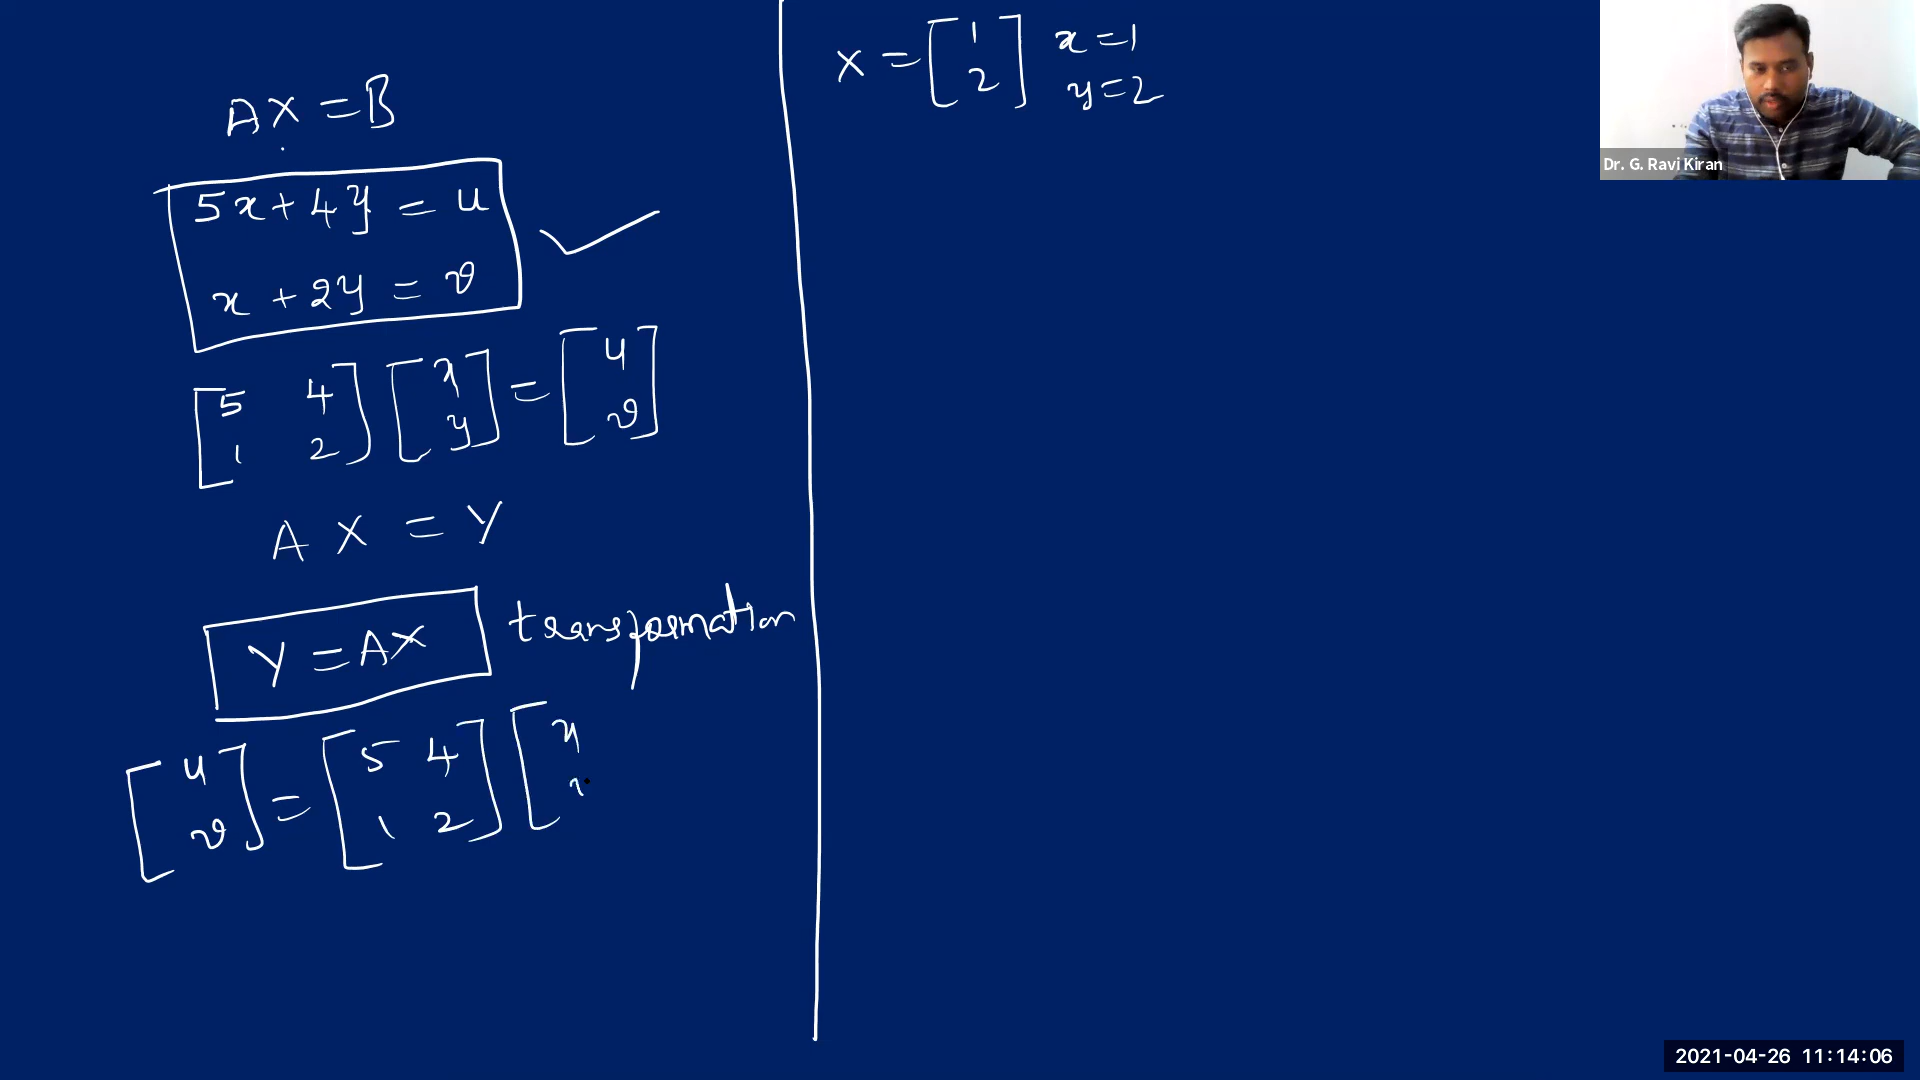 AX = B
5x + 4y = u
x + 2y = v
[5 4
1 2] [x
y] = [u
v]
A X = Y
Y = AX transformation
[u
v] = [5 4
1 2] [x
X = [1
2] x = 1
y = 2
Dr. G. Ravi Kiran
2021-04-26 11:14:06